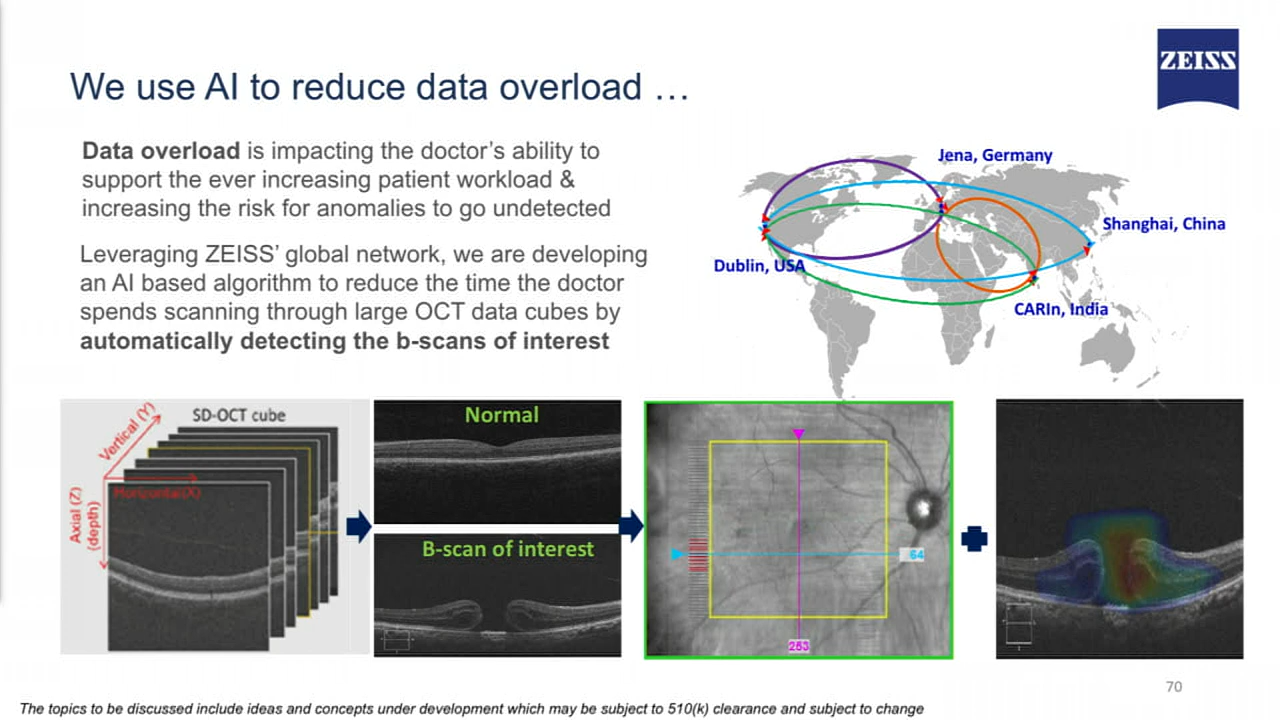 ZEISS
We use AI to reduce data overload …
Data overload is impacting the doctor's ability to
support the ever increasing patient workload &
increasing the risk for anomalies to go undetected
Leveraging ZEISS' global network, we are developing
an AI based algorithm to reduce the time the doctor
spends scanning through large OCT data cubes by
automatically detecting the b-scans of interest
Jena, Germany
Shanghai, China
Dublin, USA
CARIn, India
SD-OCT cube
Vertical (Y)
Horizontal(X)
Axial (Z)
(depth)
Normal
B-scan of interest
64
253
70
The topics to be discussed include ideas and concepts under development which may be subject to 510(k) clearance and subject to change